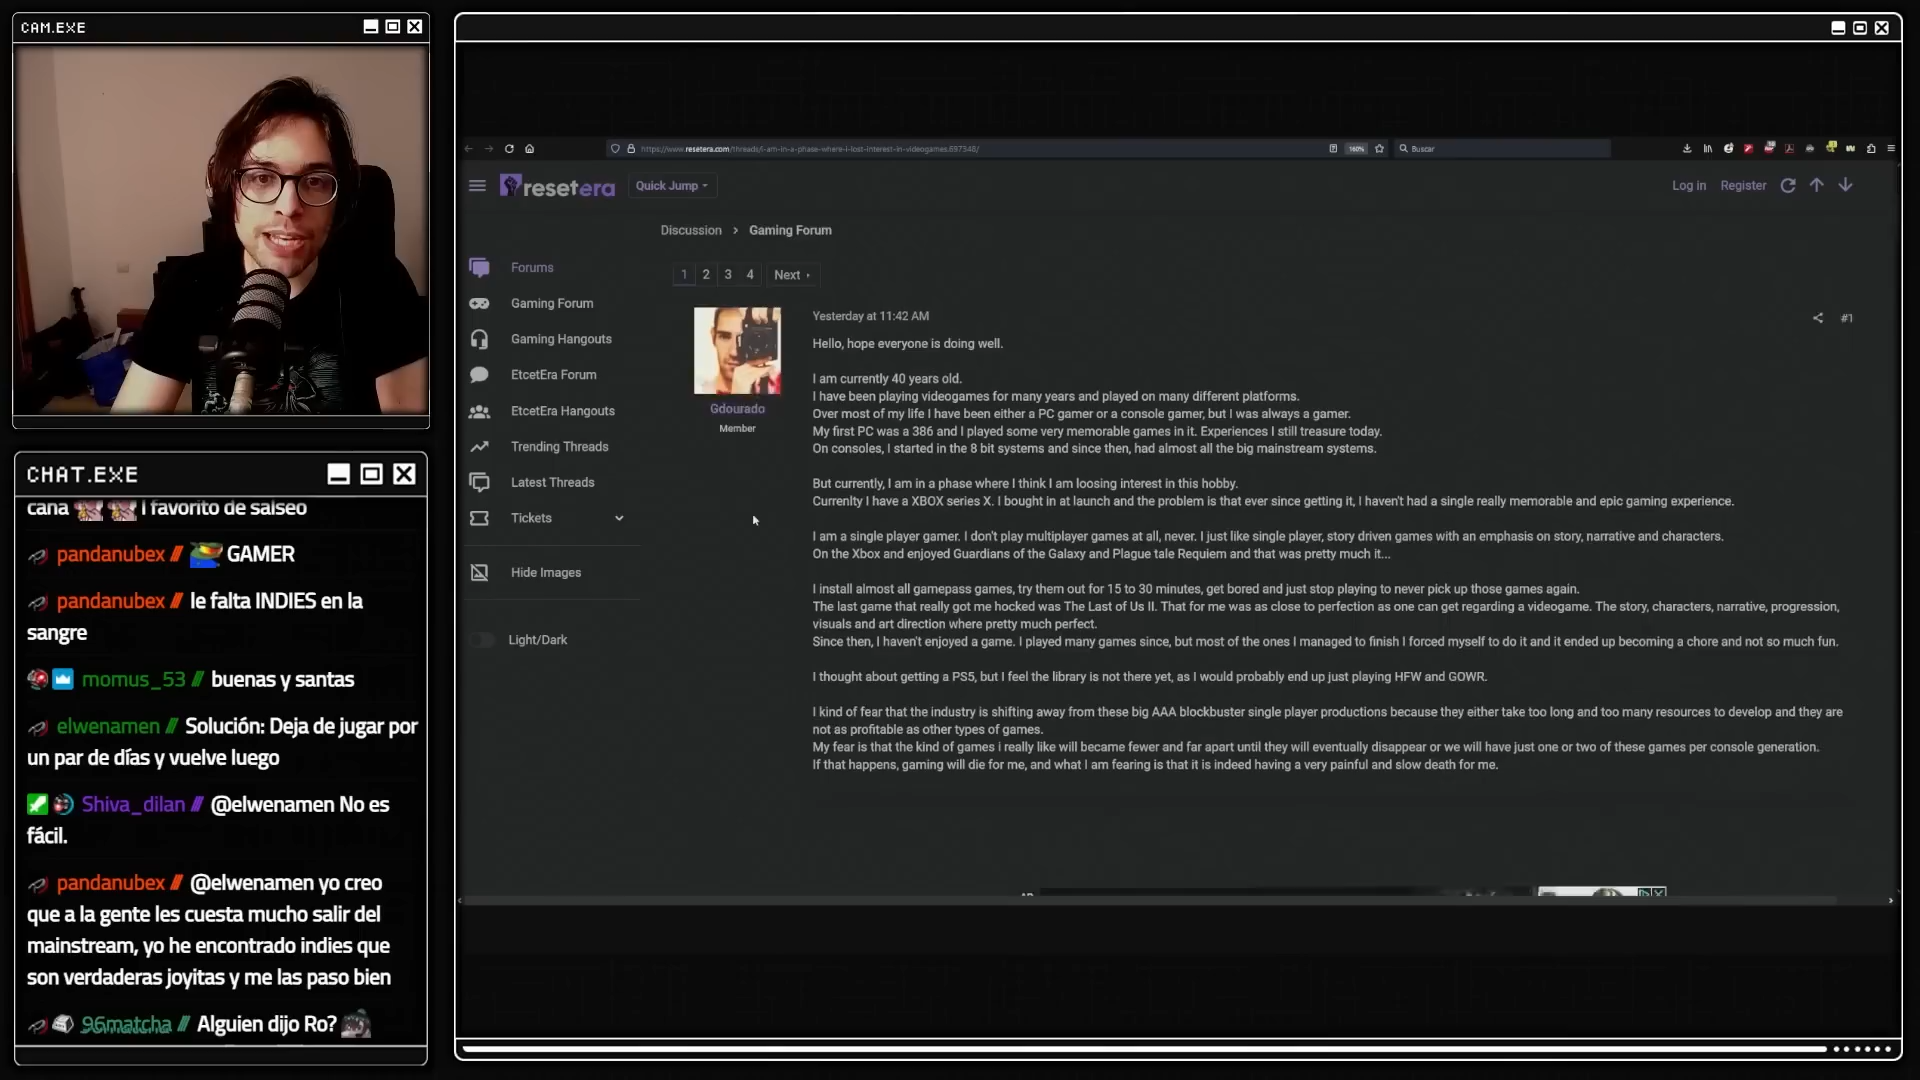 CAM.EXE
CHAT.EXE
cana I favorito de salseo
pandanubex // GAMER
pandanubex // le falta INDIES en la
sangre
momus_53 // buenas y santas
elwenamen // Solución: Deja de jugar por
un par de días y vuelve luego
Shiva_dilan // @elwenamen No es
fácil.
pandanubex // @elwenamen yo creo
que a la gente les cuesta mucho salir del
mainstream, yo he encontrado indies que
son verdaderas joyitas y me las paso bien
96matcha // Alguien dijo Ro?
https://www.resetera.com/threads/i-am-in-a-phase-where-i-lost-interest-in-videogames.697348/
160%
Buscar
resetera
Quick Jump
Log in
Register
Discussion
Gaming Forum
Forums
Gaming Forum
Gaming Hangouts
EtcetEra Forum
EtcetEra Hangouts
Trending Threads
Latest Threads
Tickets
Hide Images
Light/Dark
1 2 3 4 Next
Gdourado
Member
Yesterday at 11:42 AM
#1
Hello, hope everyone is doing well.
I am currently 40 years old.
I have been playing videogames for many years and played on many different platforms.
Over most of my life I have been either a PC gamer or a console gamer, but I was always a gamer.
My first PC was a 386 and I played some very memorable games in it. Experiences I still treasure today.
On consoles, I started in the 8 bit systems and since then, had almost all the big mainstream systems.
But currently, I am in a phase where I think I am loosing interest in this hobby.
Currenlty I have a XBOX series X. I bought in at launch and the problem is that ever since getting it, I haven't had a single really memorable and epic gaming experience.
I am a single player gamer. I don't play multiplayer games at all, never. I just like single player, story driven games with an emphasis on story, narrative and characters.
On the Xbox and enjoyed Guardians of the Galaxy and Plague tale Requiem and that was pretty much it...
I install almost all gamepass games, try them out for 15 to 30 minutes, get bored and just stop playing to never pick up those games again.
The last game that really got me hocked was The Last of Us II. That for me was as close to perfection as one can get regarding a videogame. The story, characters, narrative, progression,
visuals and art direction where pretty much perfect.
Since then, I haven't enjoyed a game. I played many games since, but most of the ones I managed to finish I forced myself to do it and it ended up becoming a chore and not so much fun.
I thought about getting a PS5, but I feel the library is not there yet, as I would probably end up just playing HFW and GOWR.
I kind of fear that the industry is shifting away from these big AAA blockbuster single player productions because they either take too long and too many resources to develop and they are
not as profitable as other types of games.
My fear is that the kind of games i really like will became fewer and far apart until they will eventually disappear or we will have just one or two of these games per console generation.
If that happens, gaming will die for me, and what I am fearing is that it is indeed having a very painful and slow death for me.